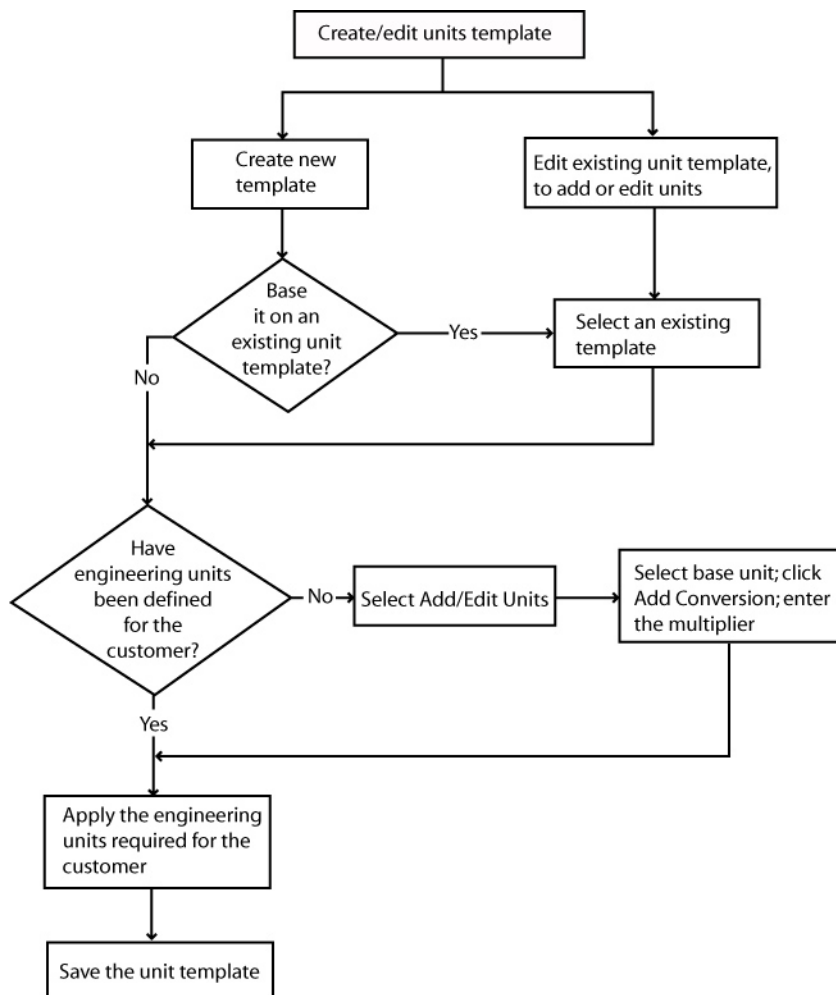 Create/edit units template
Create new
template
Edit existing unit template,
to add or edit units
Base
it on an
existing unit
template?
Yes
Select an existing
template
No
Have
engineering units
been defined
for the
customer?
No
Select Add/Edit Units
Select base unit; click
Add Conversion; enter
the multiplier
Yes
Apply the engineering
units required for the
customer
Save the unit template